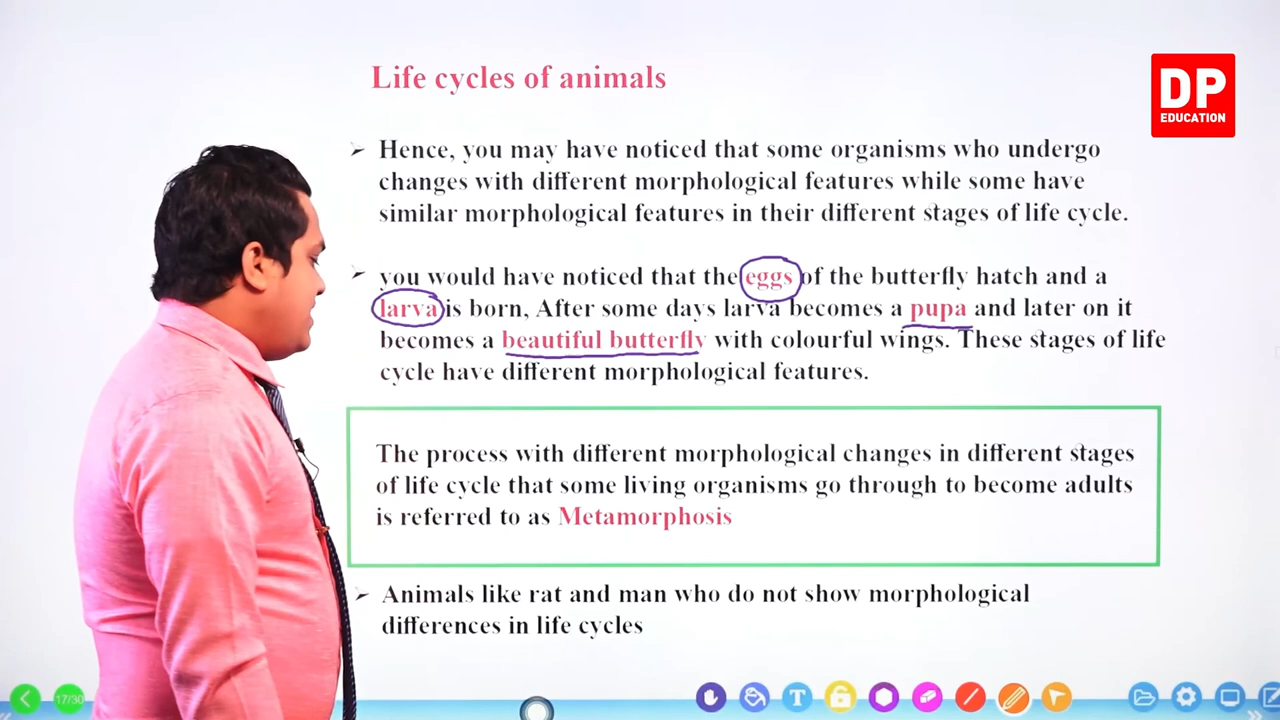 Life cycles of animals
DP
EDUCATION
Hence, you may have noticed that some organisms who undergo
changes with different morphological features while some have
similar morphological features in their different stages of life cycle.
you would have noticed that the eggs of the butterfly hatch and a
larva is born, After some days larva becomes a pupa and later on it
becomes a beautiful butterfly with colourful wings. These stages of life
cycle have different morphological features.
The process with different morphological changes in different stages
of life cycle that some living organisms go through to become adults
is referred to as Metamorphosis
Animals like rat and man who do not show morphological
differences in life cycles
17/30
T